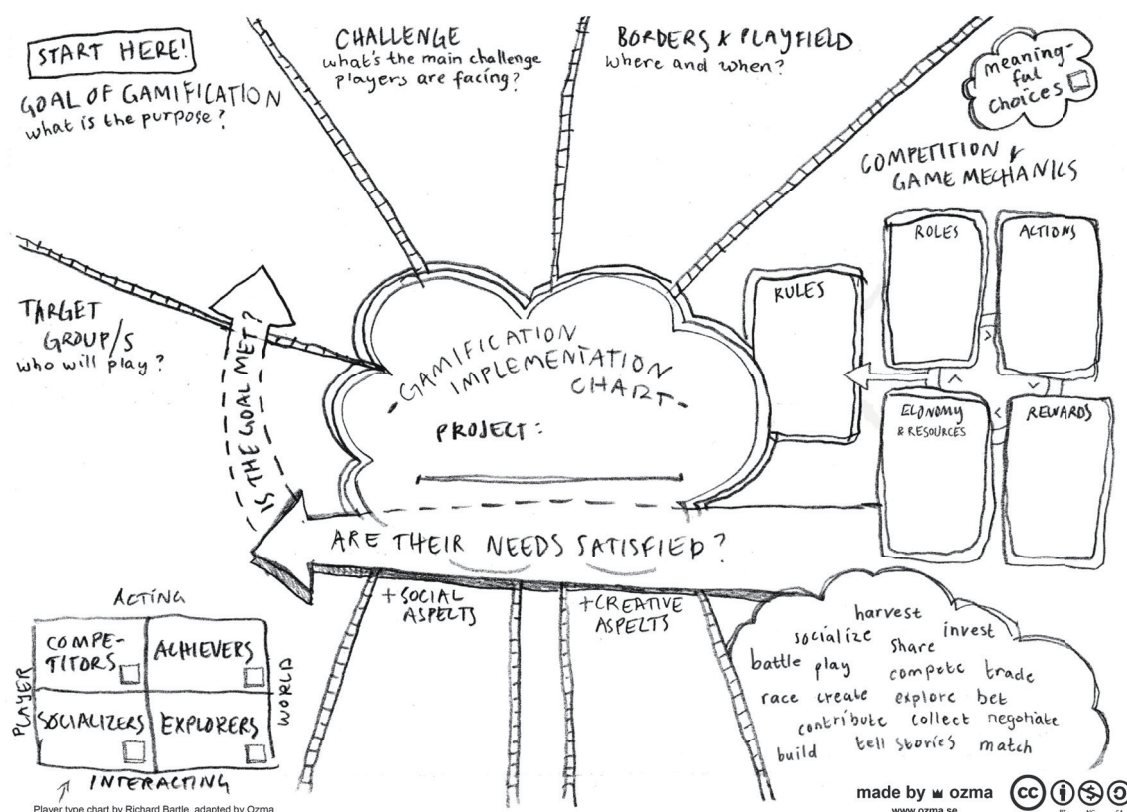 START HERE!
GOAL OF GAMIFICATION
what is the purpose?
CHALLENGE
what's the main challenge
players are facing?
BORDERS & PLAYFIELD
where and when?
meaning-
ful
choices
COMPETITION &
GAME MECHANICS
ROLES
ACTIONS
RULES
ECONOMY
& RESOURCES
REWARDS
TARGET
GROUP/S
who will play?
IS THE GOAL MET?
- GAMIFICATION
IMPLEMENTATION
CHART -
PROJECT:
ARE THEIR NEEDS SATISFIED?
+SOCIAL
ASPECTS
+CREATIVE
ASPECTS
ACTING
PLAYER
COMPE-
TITORS
ACHIEVERS
WORLD
SOCIALIZERS
EXPLORERS
INTERACTING
Player type chart by Richard Bartle, adapted by Ozma
harvest
socialize share invest
battle play compete trade
race create explore bet
contribute collect negotiate
build tell stories match
made by ozma
www.ozma.se
cc